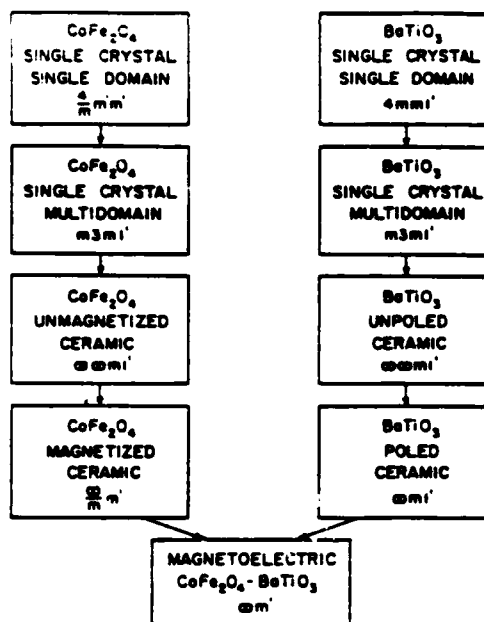 CoFe₂C₄
SINGLE CRYSTAL
SINGLE DOMAIN
4/m m'm'
CoFe₂O₄
SINGLE CRYSTAL
MULTIDOMAIN
m3m1'
CoFe₂O₄
UNMAGNETIZED
CERAMIC
∞∞m1'
CoFe₂O₄
MAGNETIZED
CERAMIC
∞/m m'
BaTiO₃
SINGLE CRYSTAL
SINGLE DOMAIN
4mm1'
BaTiO₃
SINGLE CRYSTAL
MULTIDOMAIN
m3m1'
BaTiO₃
UNPOLED
CERAMIC
∞∞m1'
BaTiO₃
POLED
CERAMIC
∞m1'
MAGNETOELECTRIC
CoFe₂O₄-BaTiO₃
∞m'